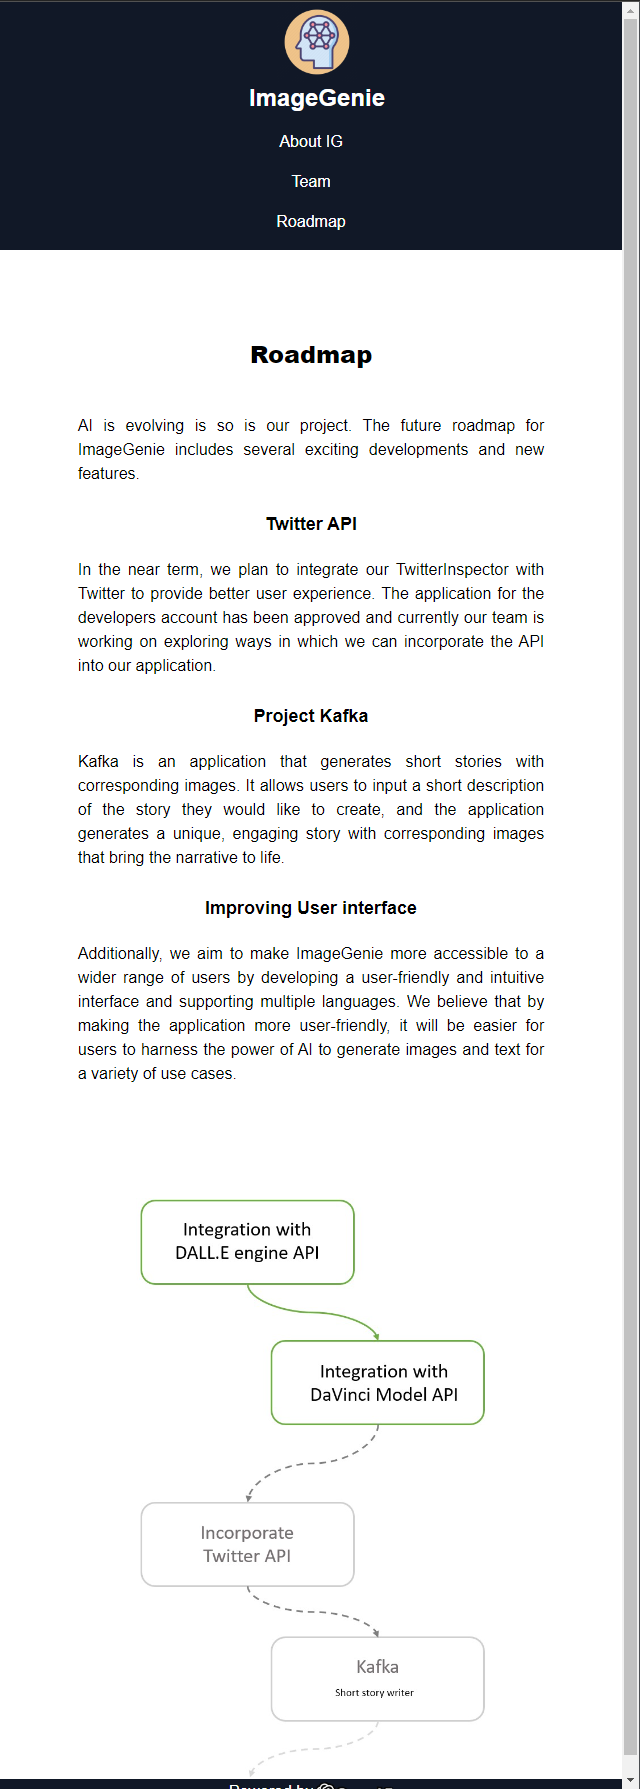 ImageGenie
About IG
Team
Roadmap
Roadmap
AI is evolving is so is our project. The future roadmap for
ImageGenie includes several exciting developments and new
features.
Twitter API
In the near term, we plan to integrate our TwitterInspector with
Twitter to provide better user experience. The application for the
developers account has been approved and currently our team is
working on exploring ways in which we can incorporate the API
into our application.
Project Kafka
Kafka is an application that generates short stories with
corresponding images. It allows users to input a short description
of the story they would like to create, and the application
generates a unique, engaging story with corresponding images
that bring the narrative to life.
Improving User interface
Additionally, we aim to make ImageGenie more accessible to a
wider range of users by developing a user-friendly and intuitive
interface and supporting multiple languages. We believe that by
making the application more user-friendly, it will be easier for
users to harness the power of AI to generate images and text for
a variety of use cases.
Integration with
DALL.E engine API
Integration with
DaVinci Model API
Incorporate
Twitter API
Kafka
Short story writer
Powered by